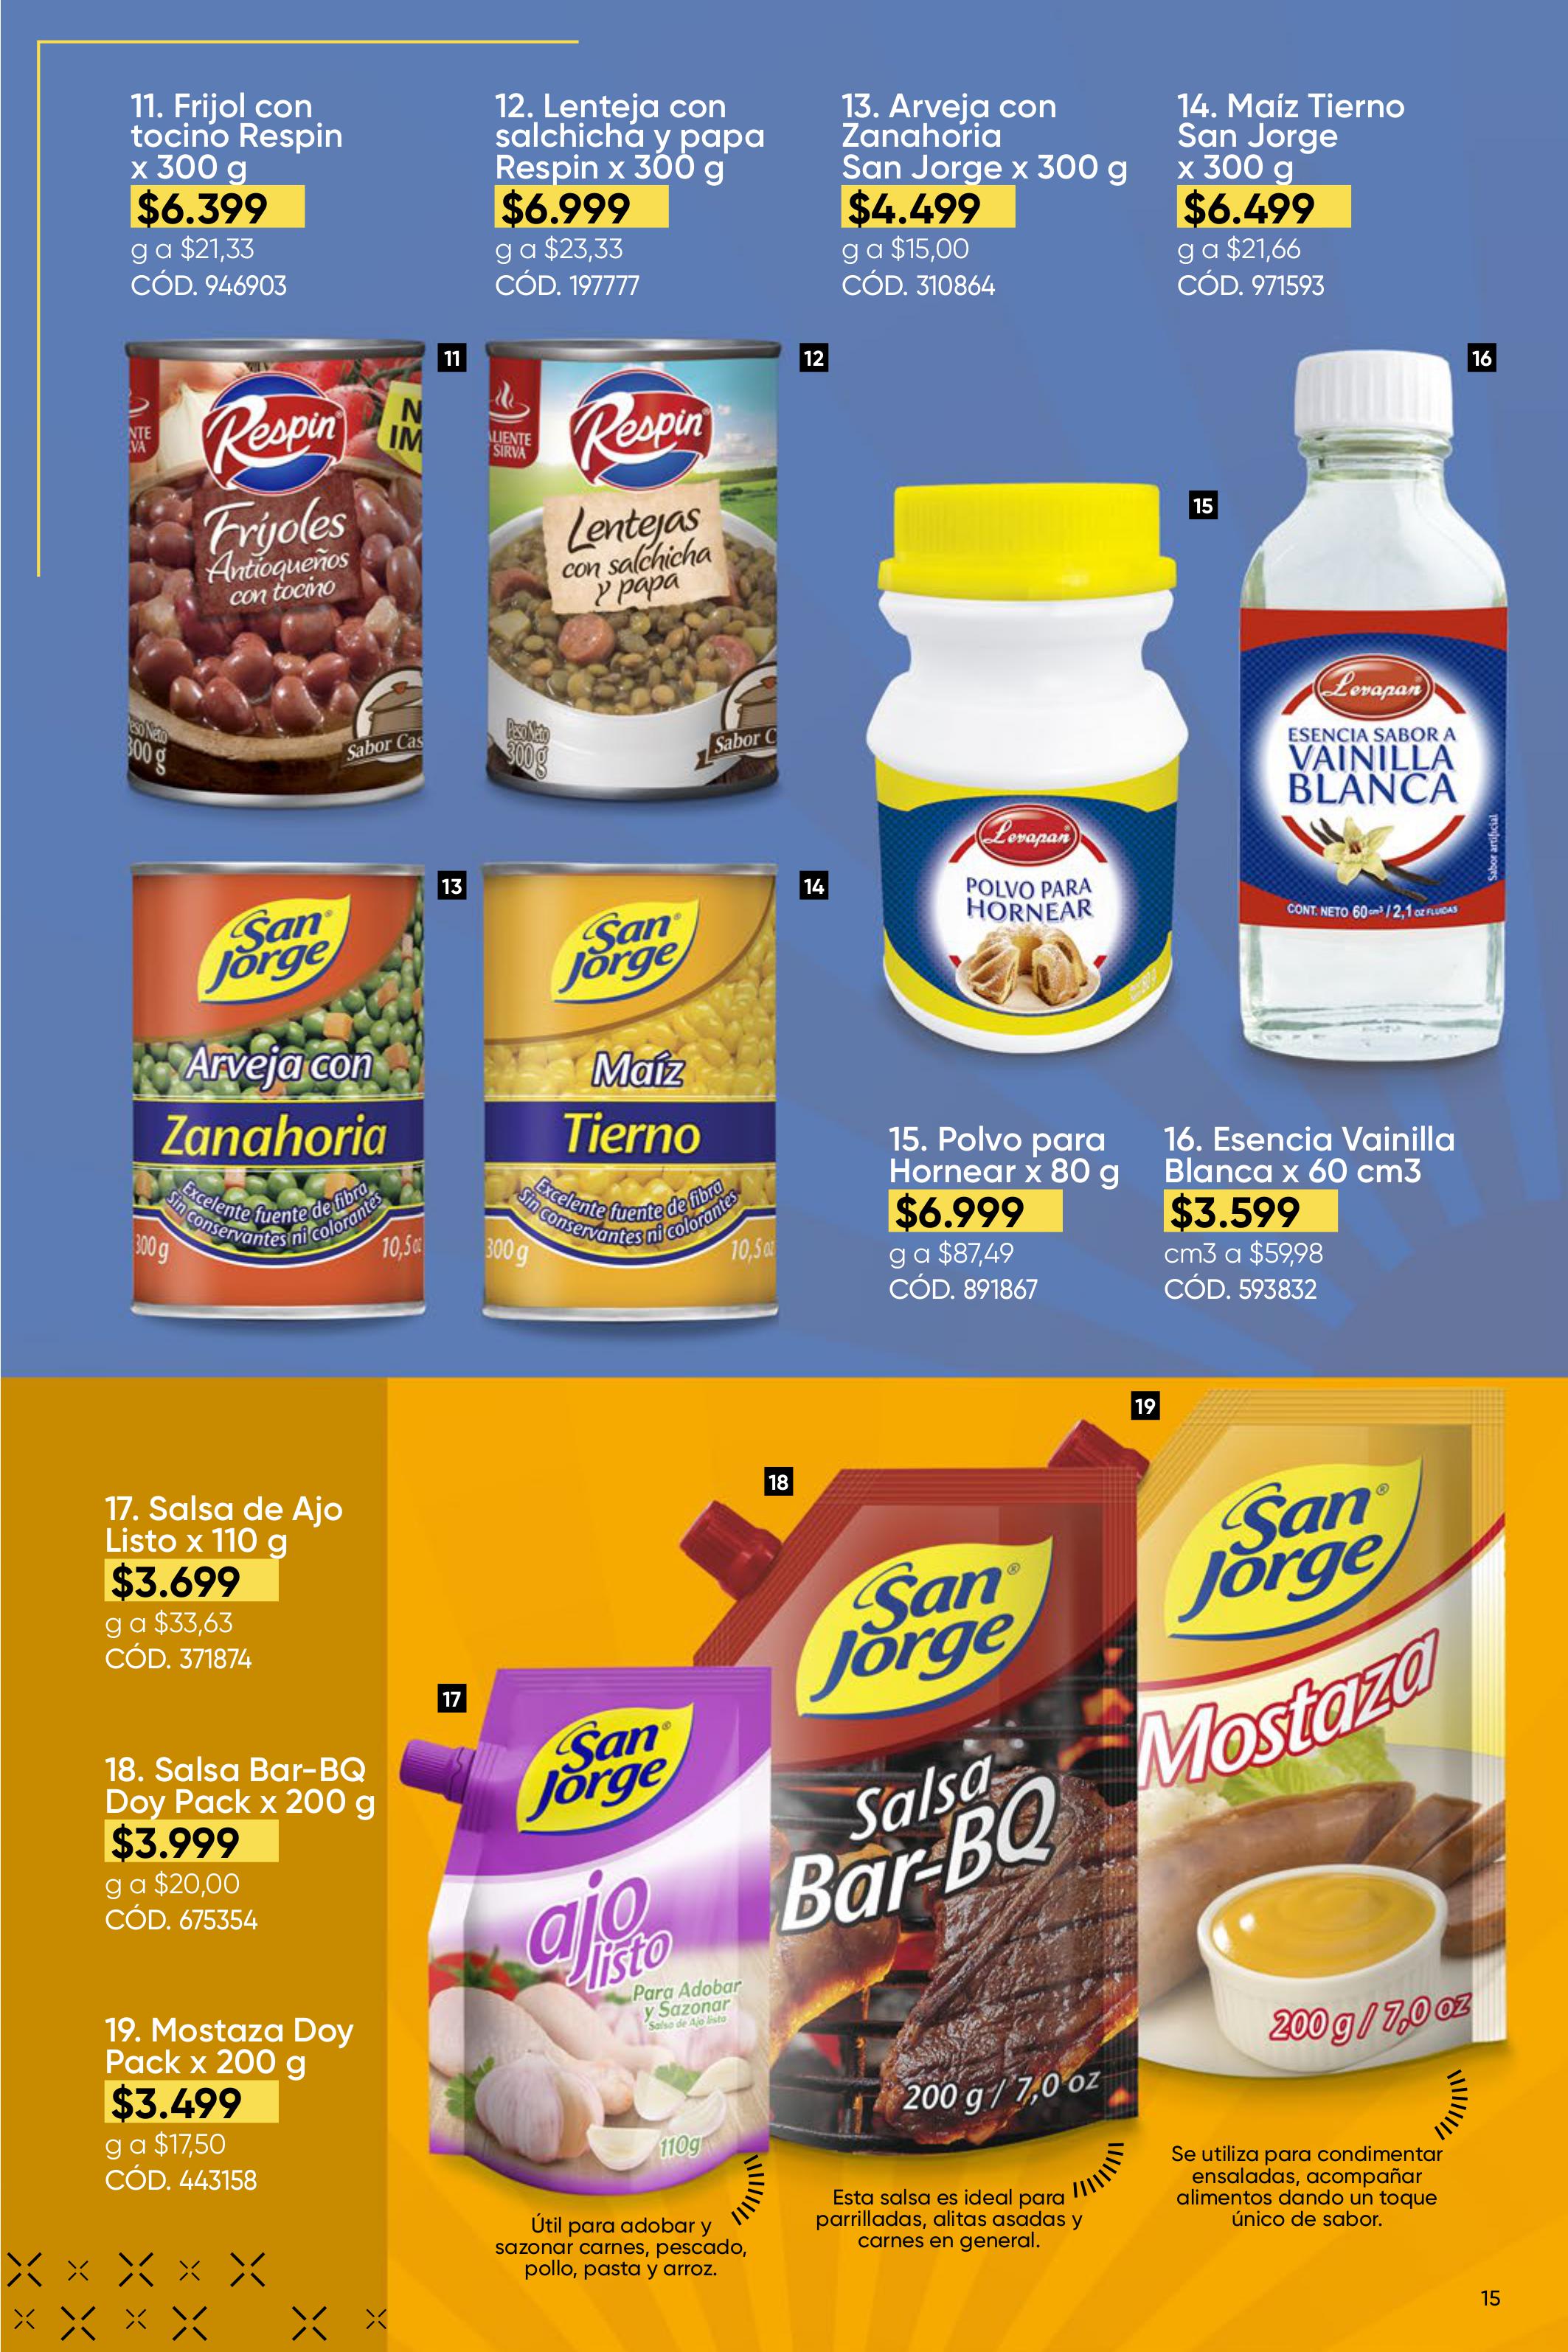 11. Frijol con
tocino Respin
x 300 g
$6.399
g a $21,33
CÓD. 946903
12. Lenteja con
salchicha y papa
Respin x 300 g
$6.999
g a $23,33
CÓD. 197777
13. Arveja con
Zanahoria
San Jorge x 300 g
$4.499
g a $15,00
CÓD. 310864
14. Maíz Tierno
San Jorge
x 300 g
$6.499
g a $21,66
CÓD. 971593
11
Respin
Fríjoles
Antioqueños
con tocino
300 g
Sabor Cas
12
LIENTE
SIRVA
Respin
Lentejas
con salchicha
y papa
Peso Neto
300 g
Sabor C
13
San
Jorge
Arveja con
Zanahoria
Excelente fuente de fibra
Sin conservantes ni colorantes
300 g
10,5 oz
14
San
Jorge
Maíz
Tierno
Excelente fuente de fibra
Sin conservantes ni colorantes
300 g
10,5 oz
15
Levapan
POLVO PARA
HORNEAR
16
Levapan
ESENCIA SABOR A
VAINILLA
BLANCA
Sabor artificial
CONT. NETO 60 cm³ / 2,1 OZ FLUIDAS
15. Polvo para
Hornear x 80 g
$6.999
g a $87,49
CÓD. 891867
16. Esencia Vainilla
Blanca x 60 cm3
$3.599
cm3 a $59,98
CÓD. 593832
17. Salsa de Ajo
Listo x 110 g
$3.699
g a $33,63
CÓD. 371874
18. Salsa Bar-BQ
Doy Pack x 200 g
$3.999
g a $20,00
CÓD. 675354
19. Mostaza Doy
Pack x 200 g
$3.499
g a $17,50
CÓD. 443158
17
San
Jorge
ajo
listo
Para Adobar
y Sazonar
Salsa de Ajo listo
110g
Útil para adobar y
sazonar carnes, pescado,
pollo, pasta y arroz.
18
San
Jorge
Salsa
Bar-BQ
200 g / 7,0 oz
Esta salsa es ideal para
parrilladas, alitas asadas y
carnes en general.
19
San
Jorge
Mostaza
200 g / 7,0 oz
Se utiliza para condimentar
ensaladas, acompañar
alimentos dando un toque
único de sabor.
15